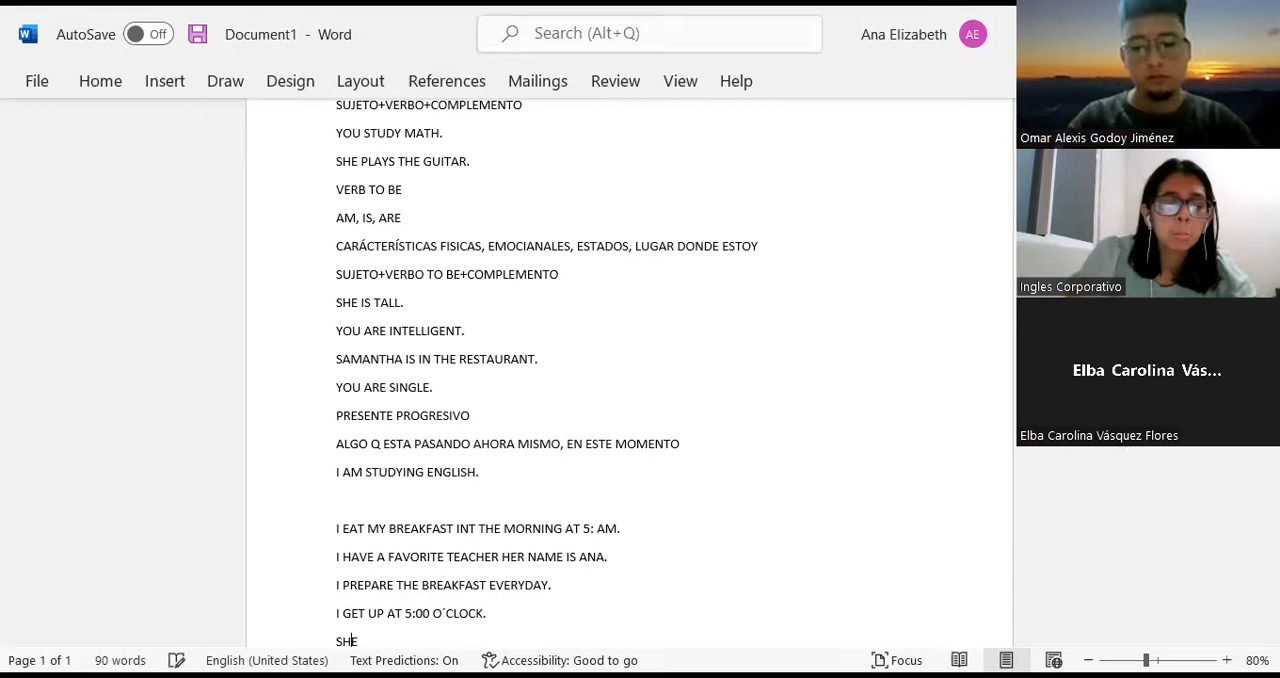 AutoSave Off Document1 - Word Search (Alt+Q) Ana Elizabeth AE
File Home Insert Draw Design Layout References Mailings Review View Help
SUJETO+VERBO+COMPLEMENTO
YOU STUDY MATH.
SHE PLAYS THE GUITAR.
VERB TO BE
AM, IS, ARE
CARÁCTERÍSTICAS FISICAS, EMOCIANALES, ESTADOS, LUGAR DONDE ESTOY
SUJETO+VERBO TO BE+COMPLEMENTO
SHE IS TALL.
YOU ARE INTELLIGENT.
SAMANTHA IS IN THE RESTAURANT.
YOU ARE SINGLE.
PRESENTE PROGRESIVO
ALGO Q ESTA PASANDO AHORA MISMO, EN ESTE MOMENTO
I AM STUDYING ENGLISH.
I EAT MY BREAKFAST INT THE MORNING AT 5: AM.
I HAVE A FAVORITE TEACHER HER NAME IS ANA.
I PREPARE THE BREAKFAST EVERYDAY.
I GET UP AT 5:00 O´CLOCK.
SHE
Page 1 of 1 90 words English (United States) Text Predictions: On Accessibility: Good to go Focus 80%
Omar Alexis Godoy Jiménez
Ingles Corporativo
Elba Carolina Vás...
Elba Carolina Vásquez Flores